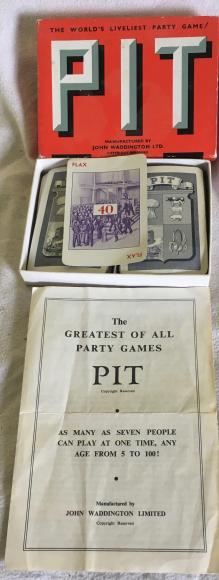 THE WORLD'S LIVELIEST PARTY GAME!
PIT
MANUFACTURED BY
JOHN WADDINGTON LTD.
COPYRIGHT RESERVED
FLAX
40
FLAX
PIT
The
GREATEST OF ALL
PARTY GAMES
PIT
Copyright Reserved
AS MANY AS SEVEN PEOPLE
CAN PLAY AT ONE TIME, ANY
AGE FROM 5 TO 100!
Manufactured by
JOHN WADDINGTON LIMITED
Copyright Reserved